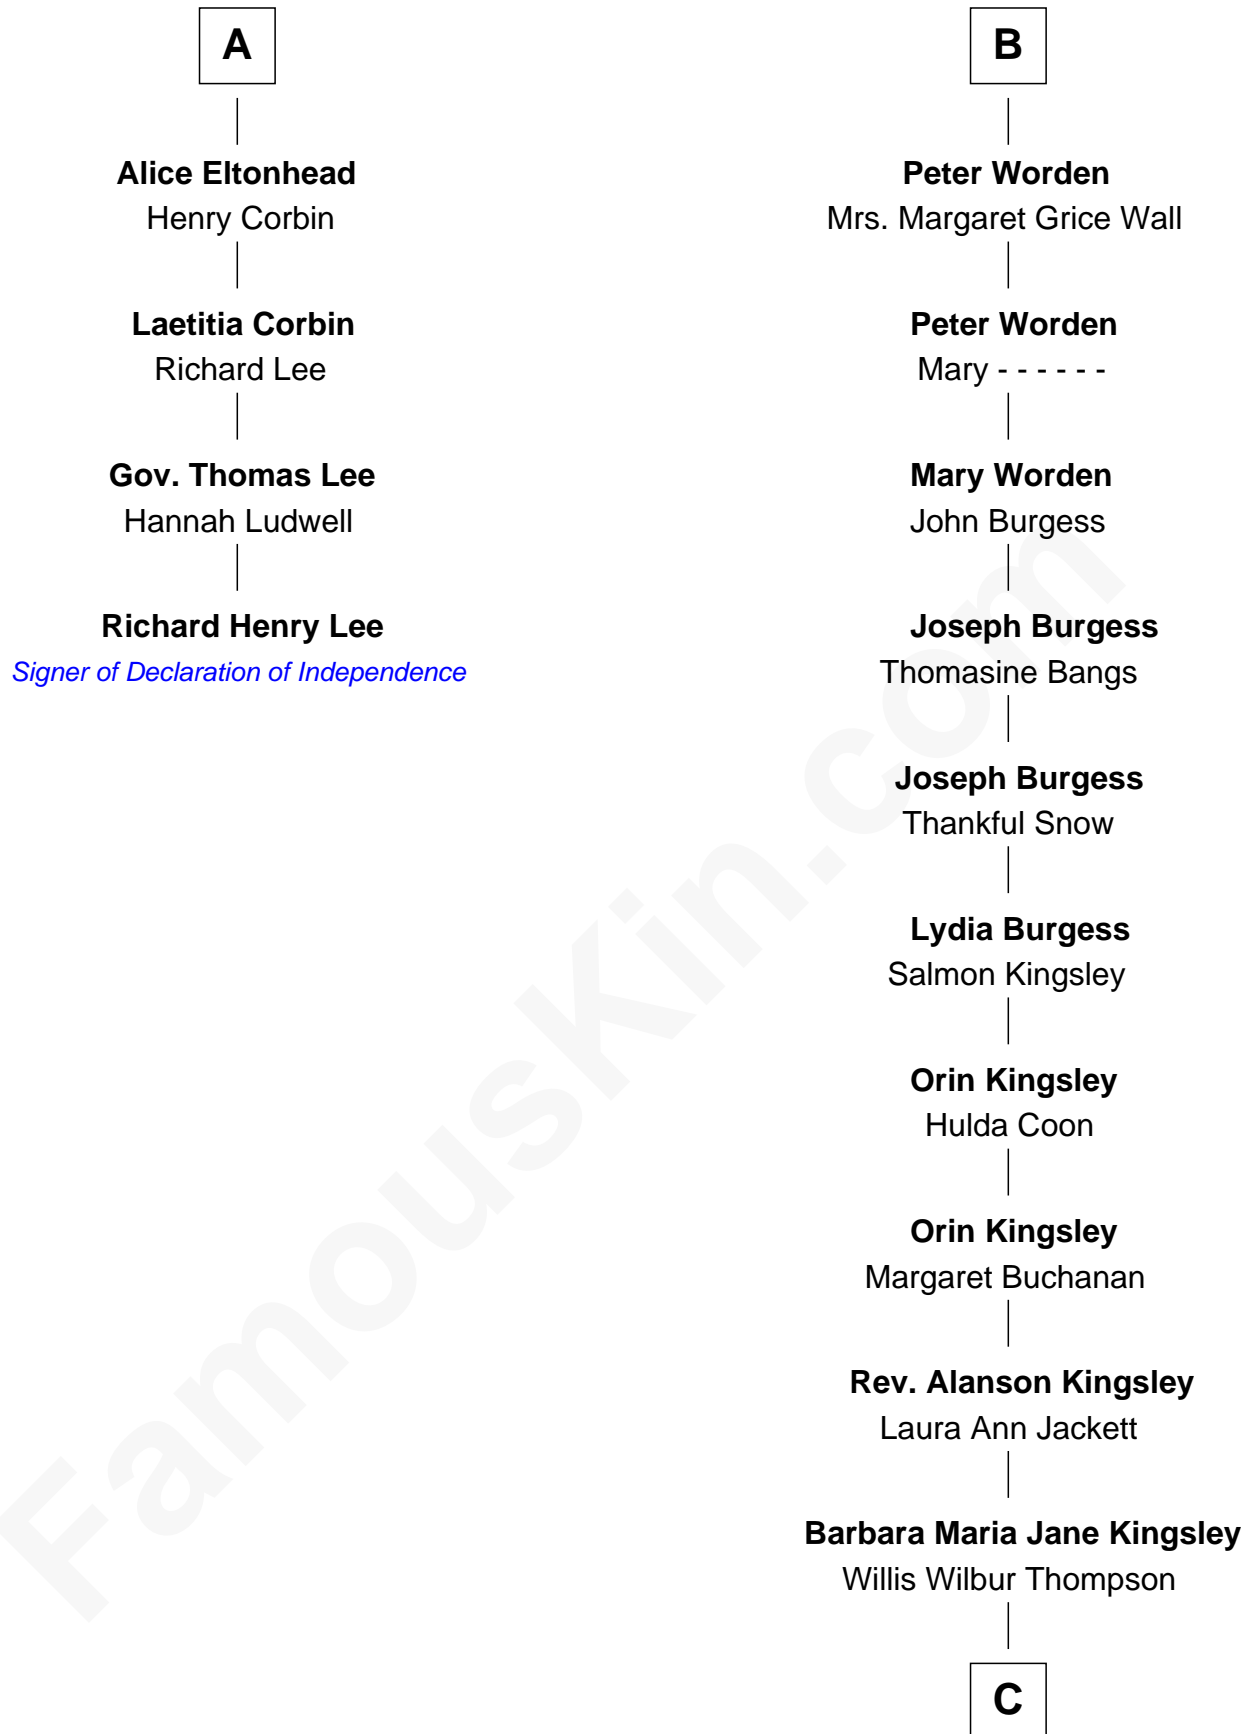 A
Alice Eltonhead
Henry Corbin
Laetitia Corbin
Richard Lee
Gov. Thomas Lee
Hannah Ludwell
Richard Henry Lee
Signer of Declaration of Independence
B
Peter Worden
Mrs. Margaret Grice Wall
Peter Worden
Mary - - - - - -
Mary Worden
John Burgess
Joseph Burgess
Thomasine Bangs
Joseph Burgess
Thankful Snow
Lydia Burgess
Salmon Kingsley
Orin Kingsley
Hulda Coon
Orin Kingsley
Margaret Buchanan
Rev. Alanson Kingsley
Laura Ann Jackett
Barbara Maria Jane Kingsley
Willis Wilbur Thompson
C
FamousKin.com